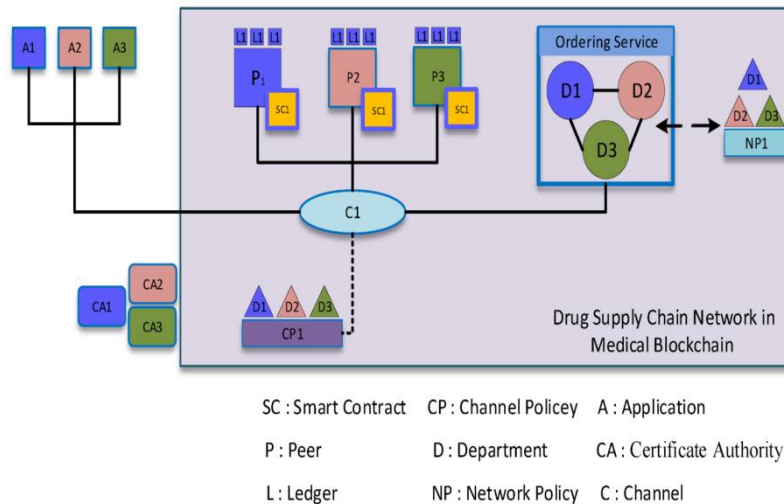 A1 A2 A3
L1 L1 L1 L1 L1 L1 L1 L1 L1
P1 P2 P3
SC1 SC1 SC1
Ordering Service
D1 D2
D3
D1
D2 D3
NP1
C1
CA1
CA2
CA3
D1 D2 D3
CP1
Drug Supply Chain Network in
Medical Blockchain
SC : Smart Contract CP : Channel Policey A : Application
P : Peer D : Department CA : Certificate Authority
L : Ledger NP : Network Policy C : Channel